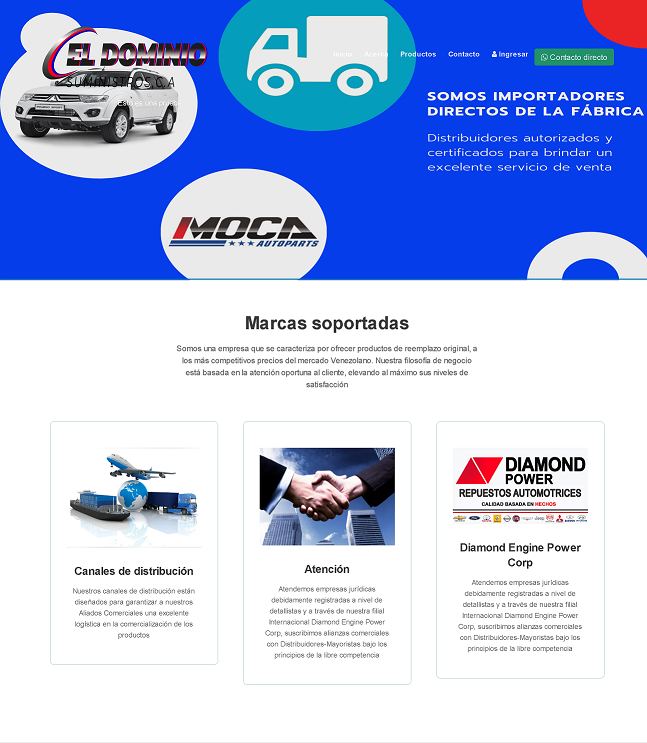 EL DOMINIO
SUMINISTROS C.A
Inicio Acerca Productos Contacto Ingresar Contacto directo
Esto es una prueba
SOMOS IMPORTADORES
DIRECTOS DE LA FÁBRICA
Distribuidores autorizados y
certificados para brindar un
excelente servicio de venta
MOCA
AUTOPARTS
Marcas soportadas
Somos una empresa que se caracteriza por ofrecer productos de reemplazo original, a
los más competitivos precios del mercado Venezolano. Nuestra filosofía de negocio
está basada en la atención oportuna al cliente, elevando al máximo sus niveles de
satisfacción
Canales de distribución
Nuestros canales de distribución están
diseñados para garantizar a nuestros
Aliados Comerciales una excelente
logística en la comercialización de los
productos
Atención
Atendemos empresas jurídicas
debidamente registradas a nivel de
detallistas y a través de nuestra filial
Internacional Diamond Engine Power
Corp, suscribimos alianzas comerciales
con Distribuidores-Mayoristas bajo los
principios de la libre competencia
DIAMOND
POWER
REPUESTOS AUTOMOTRICES
CALIDAD BASADA EN HECHOS
Diamond Engine Power
Corp
Atendemos empresas jurídicas
debidamente registradas a nivel de
detallistas y a través de nuestra filial
Internacional Diamond Engine Power
Corp, suscribimos alianzas comerciales
con Distribuidores-Mayoristas bajo los
principios de la libre competencia